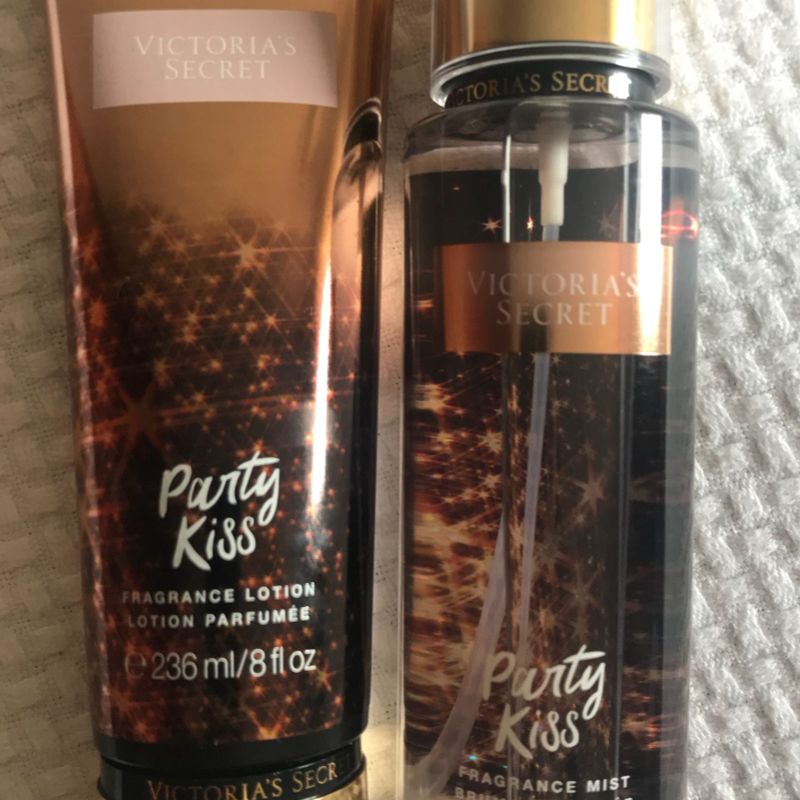 VICTORIA'S
SECRET
Party
Kiss
FRAGRANCE LOTION
LOTION PARFUMÉE
℮ 236 ml/8 fl oz
VICTORIA'S SECRET
VICTORIA'S SECRET
VICTORIA'S
SECRET
Party
Kiss
FRAGRANCE MIST